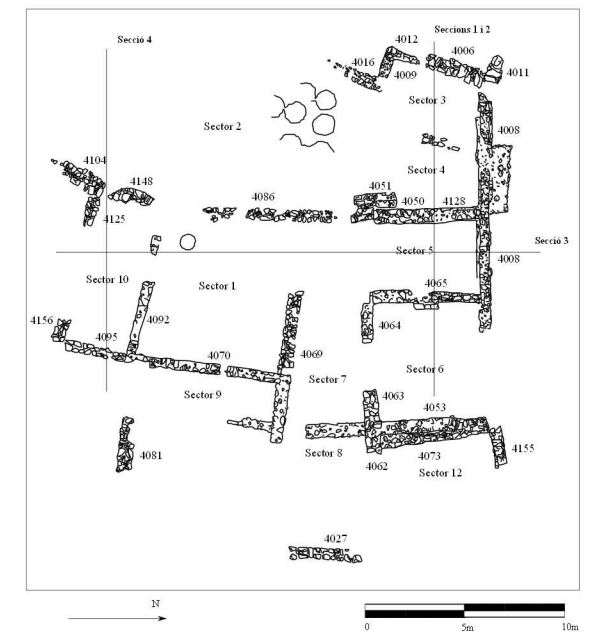 Secció 4
Seccions 1 i 2
4012
4006
4016
4009
4011
Sector 3
Sector 2
4008
4104
4148
Sector 4
4051
4086
4050
4128
4125
Secció 3
Sector 5
4008
Sector 10
Sector 1
4065
4156
4092
4064
4095
4070
4069
Sector 6
Sector 7
Sector 9
4063
4053
4081
Sector 8
4155
4062
4073
Sector 12
4027
N
0
5m
10m